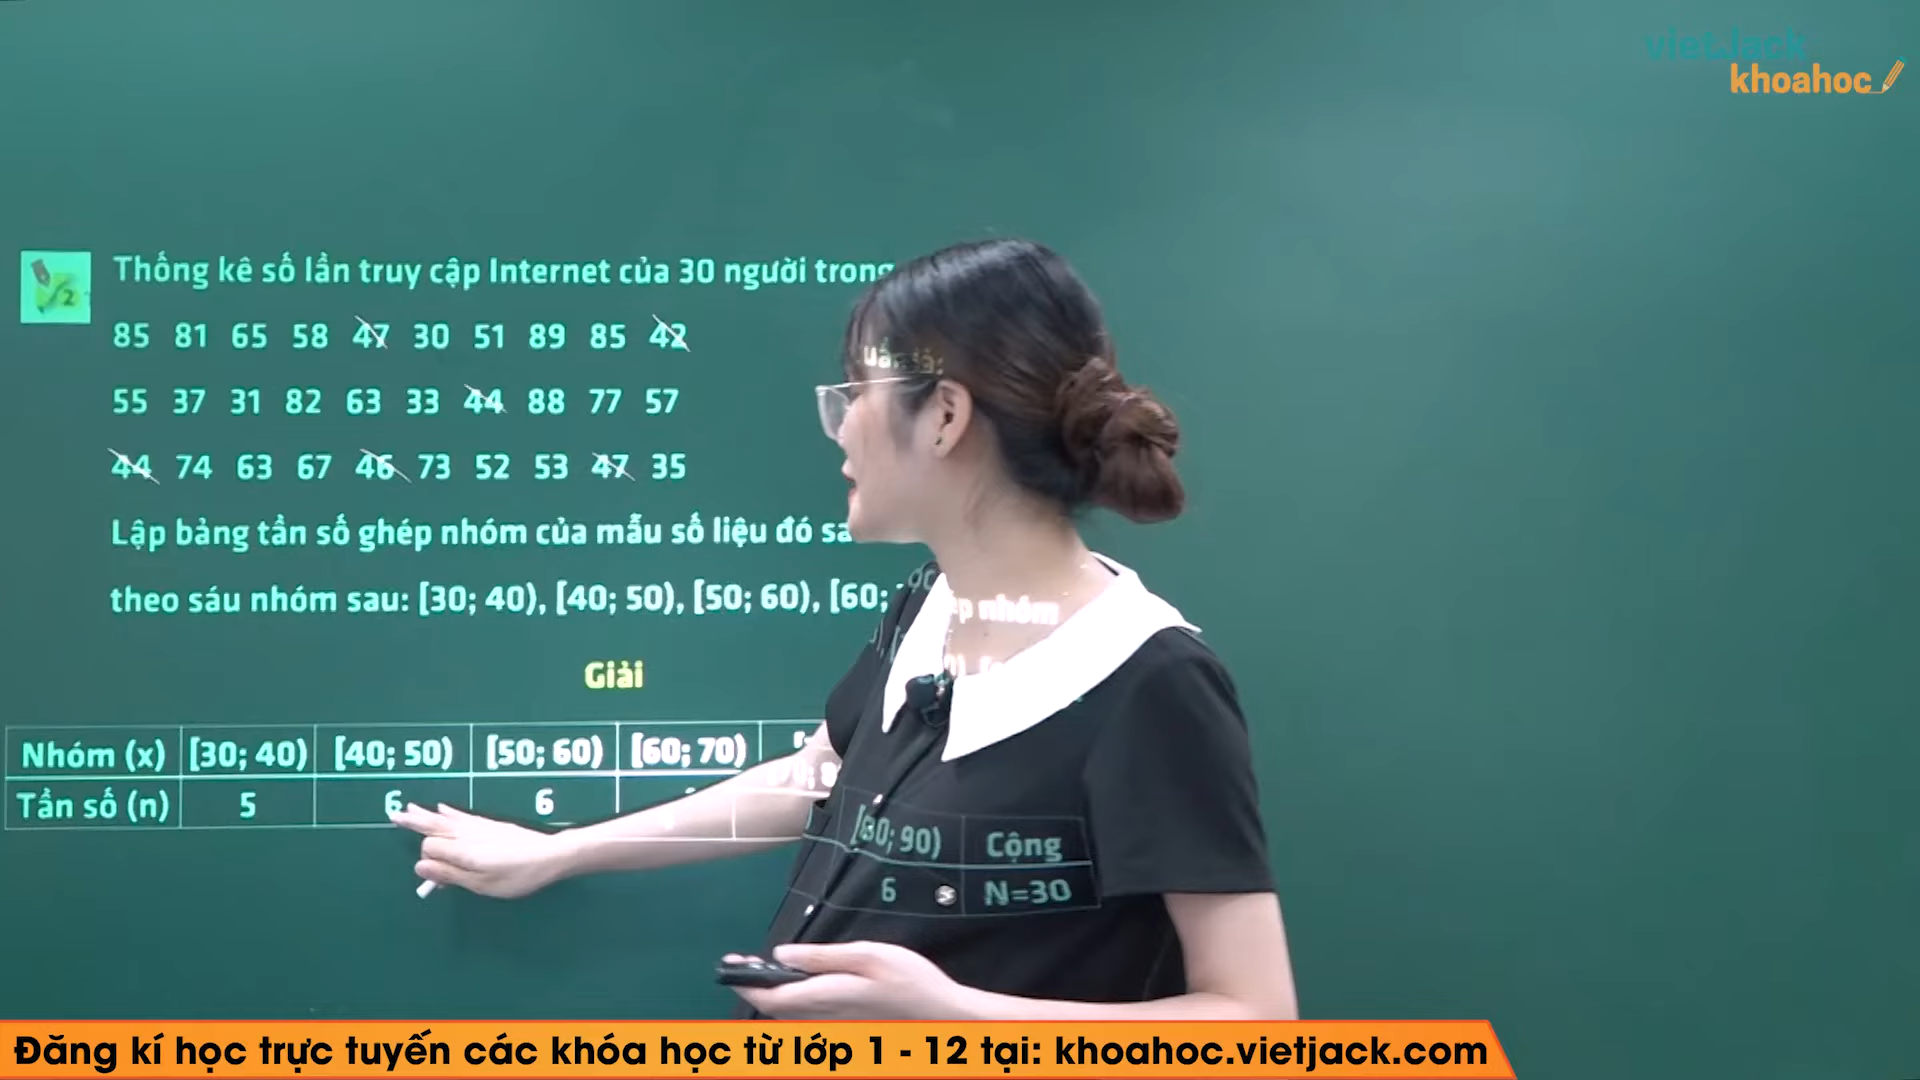 vietJack
khoahoc
Thống kê số lần truy cập Internet của 30 người trong
85 81 65 58 47 30 51 89 85 42
55 37 31 82 63 33 44 88 77 57
44 74 63 67 46 73 52 53 47 35
Lập bảng tần số ghép nhóm của mẫu số liệu đó
theo sáu nhóm sau: [30; 40), [40; 50), [50; 60), [60;
nhóm
Giải
Nhóm (x) [30; 40) [40; 50) [50; 60) [60; 70) [80; 90) Cộng
Tần số (n) 5 6 6 6 N=30
Đăng kí học trực tuyến các khóa học từ lớp 1 - 12 tại: khoahoc.vietjack.com